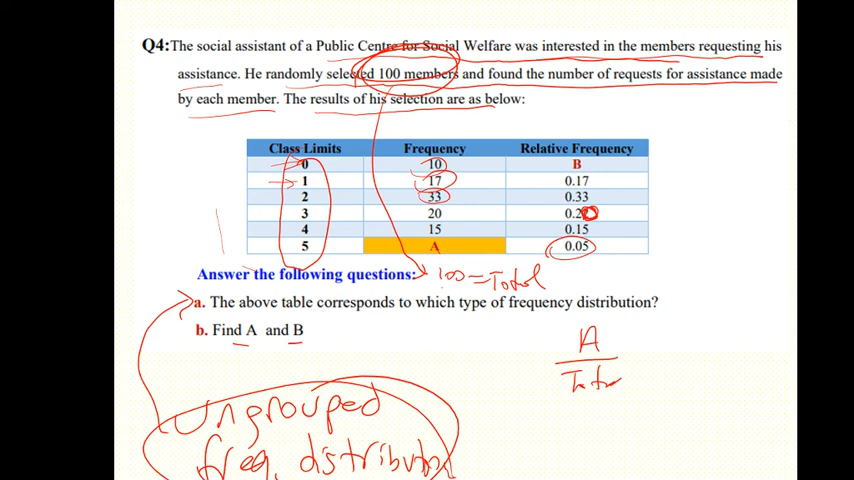 Q4:The social assistant of a Public Centre for Social Welfare was interested in the members requesting his
assistance. He randomly selected 100 members and found the number of requests for assistance made
by each member. The results of his selection are as below:
Class Limits Frequency Relative Frequency
0 10 B
1 17 0.17
2 33 0.33
3 20 0.2
4 15 0.15
5 A 0.05
Answer the following questions:
100 = Total
a. The above table corresponds to which type of frequency distribution?
b. Find A and B
A
Total
Ungrouped
freq. distribution